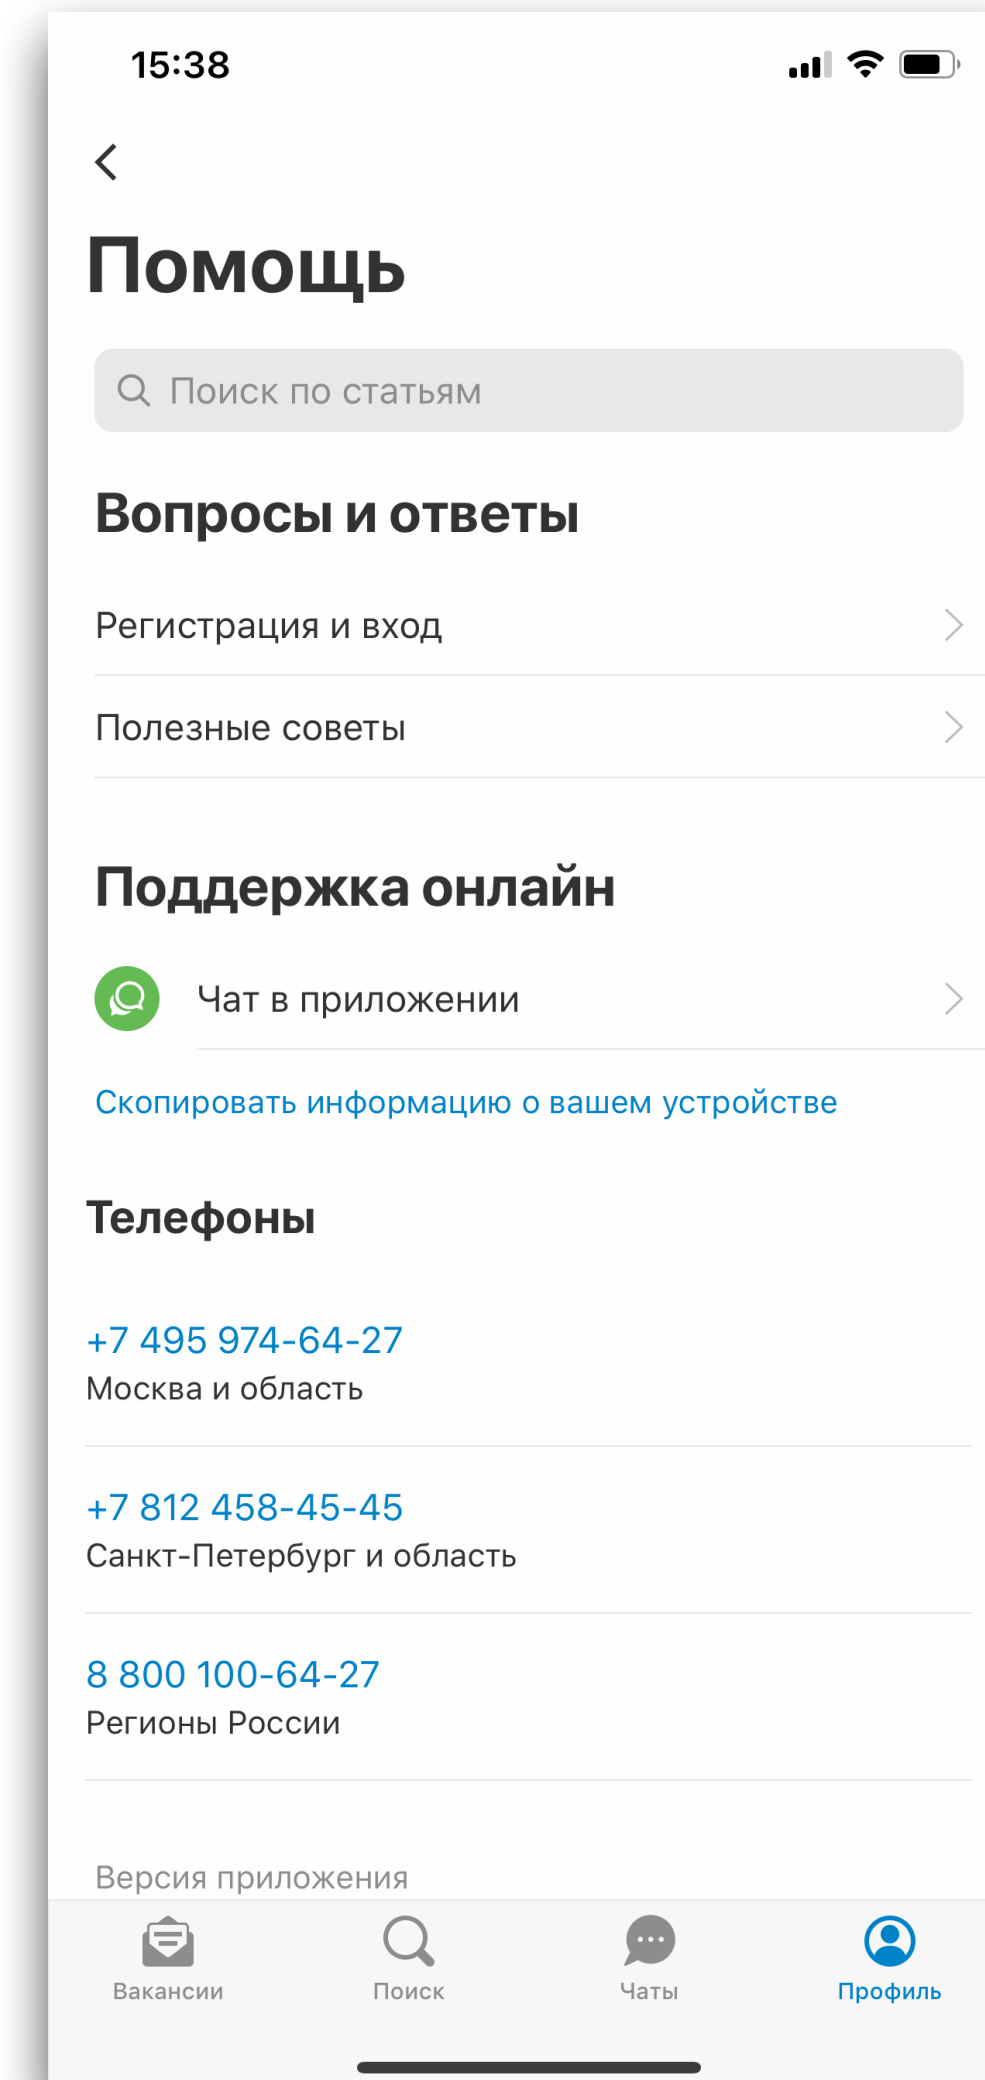 15:38
Помощь
Поиск по статьям
Вопросы и ответы
Регистрация и вход
Полезные советы
Поддержка онлайн
Чат в приложении
Скопировать информацию о вашем устройстве
Телефоны
+7 495 974-64-27
Москва и область
+7 812 458-45-45
Санкт-Петербург и область
8 800 100-64-27
Регионы России
Версия приложения
Вакансии
Поиск
Чаты
Профиль